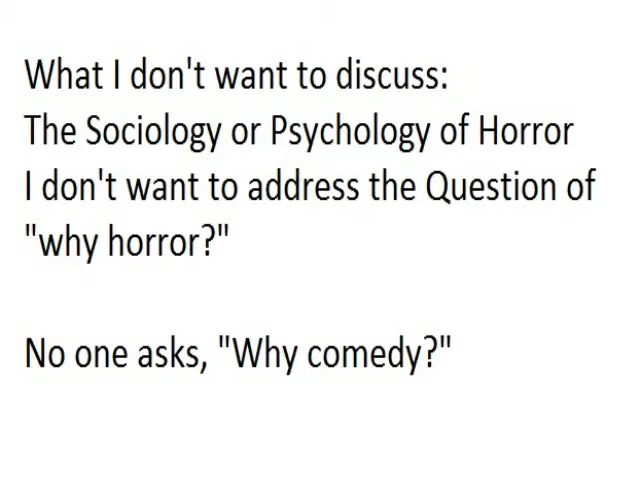 What I don't want to discuss:
The Sociology or Psychology of Horror
I don't want to address the Question of
"why horror?"
No one asks, "Why comedy?"